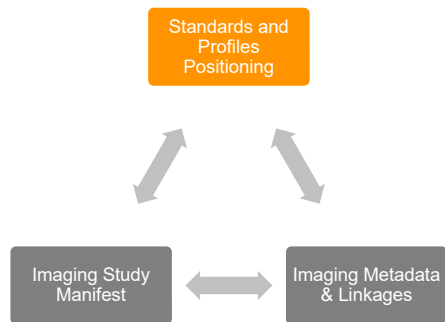 Standards and
Profiles
Positioning
Imaging Study
Manifest
Imaging Metadata
& Linkages